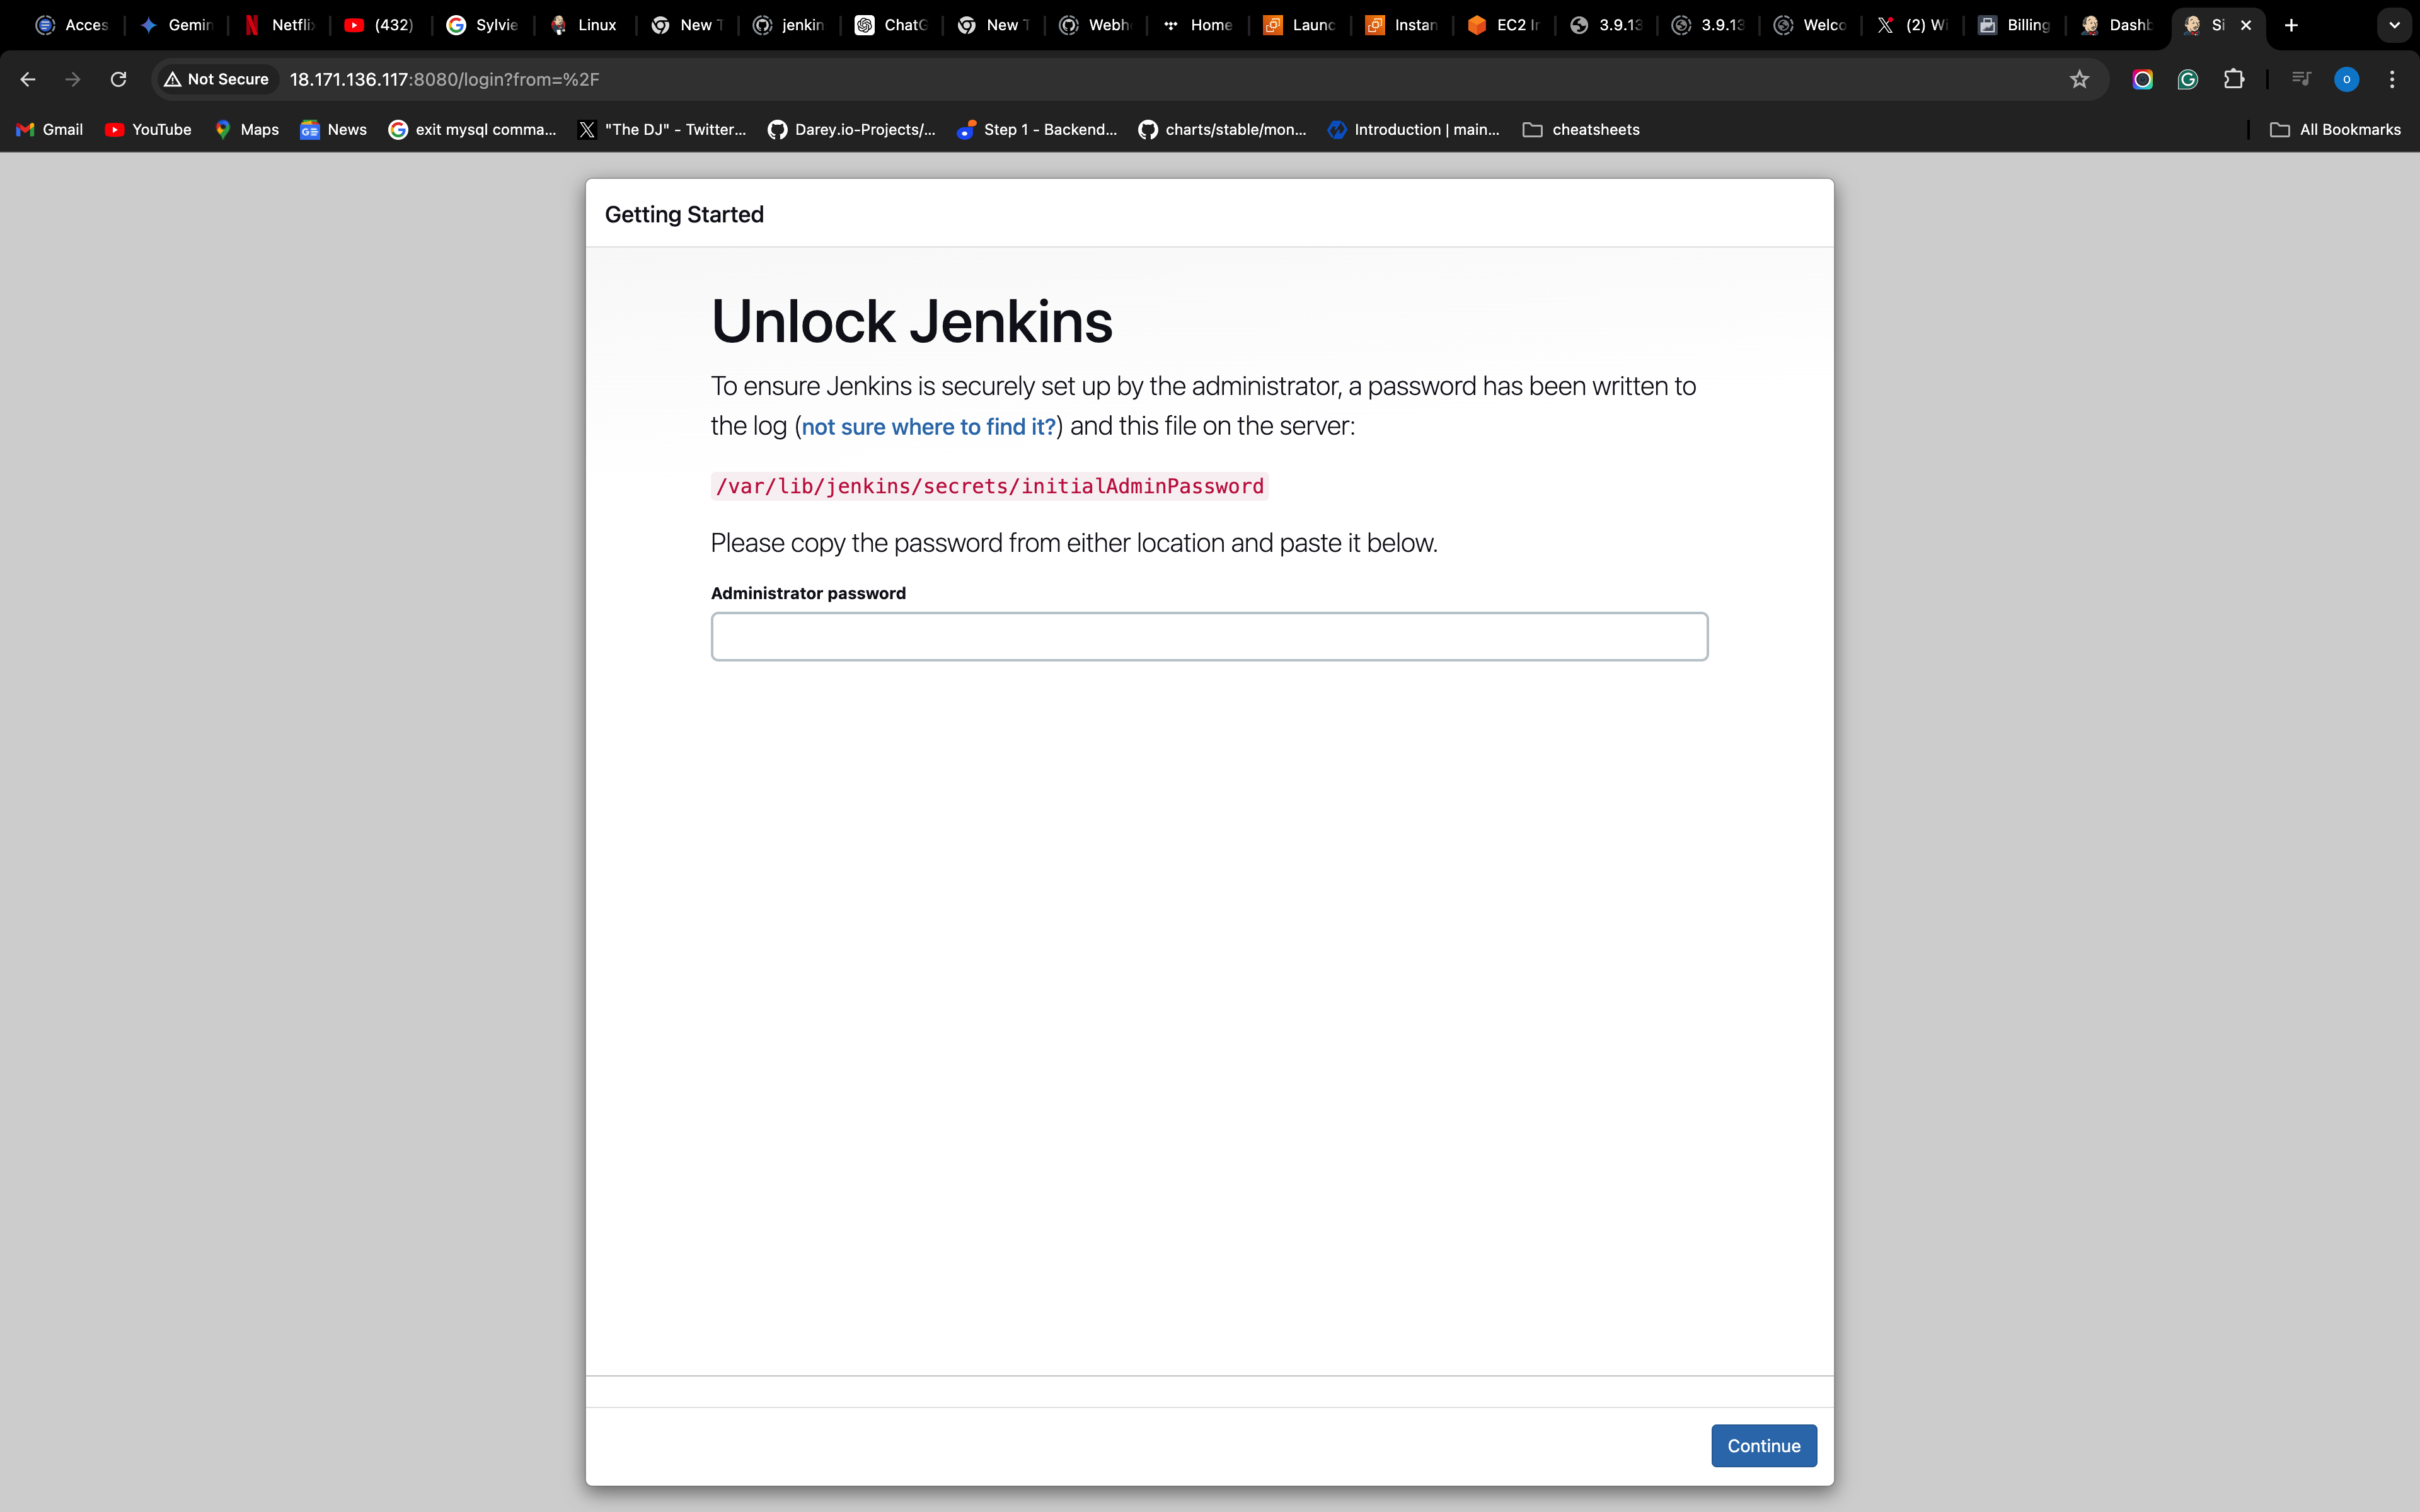 Acces
Gemin
Netflix
(432)
Sylvie
Linux
New T
jenkin
ChatG
New T
Webh
Home
Launc
Instan
EC2 In
3.9.13
3.9.13
Welco
(2) Wi
Billing
Dashb
Si
Not Secure
18.171.136.117:8080/login?from=%2F
Gmail
YouTube
Maps
News
exit mysql comma...
"The DJ" - Twitter...
Darey.io-Projects/...
Step 1 - Backend...
charts/stable/mon...
Introduction | main...
cheatsheets
All Bookmarks
Getting Started
Unlock Jenkins
To ensure Jenkins is securely set up by the administrator, a password has been written to
the log (not sure where to find it?) and this file on the server:
/var/lib/jenkins/secrets/initialAdminPassword
Please copy the password from either location and paste it below.
Administrator password
Continue